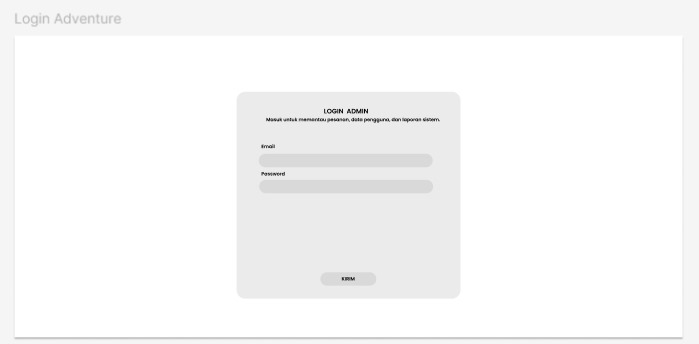 Login Adventure
LOGIN ADMIN
Masuk untuk memantau pesanan, data pengguna, dan laporan sistem.
Email
Password
KIRIM